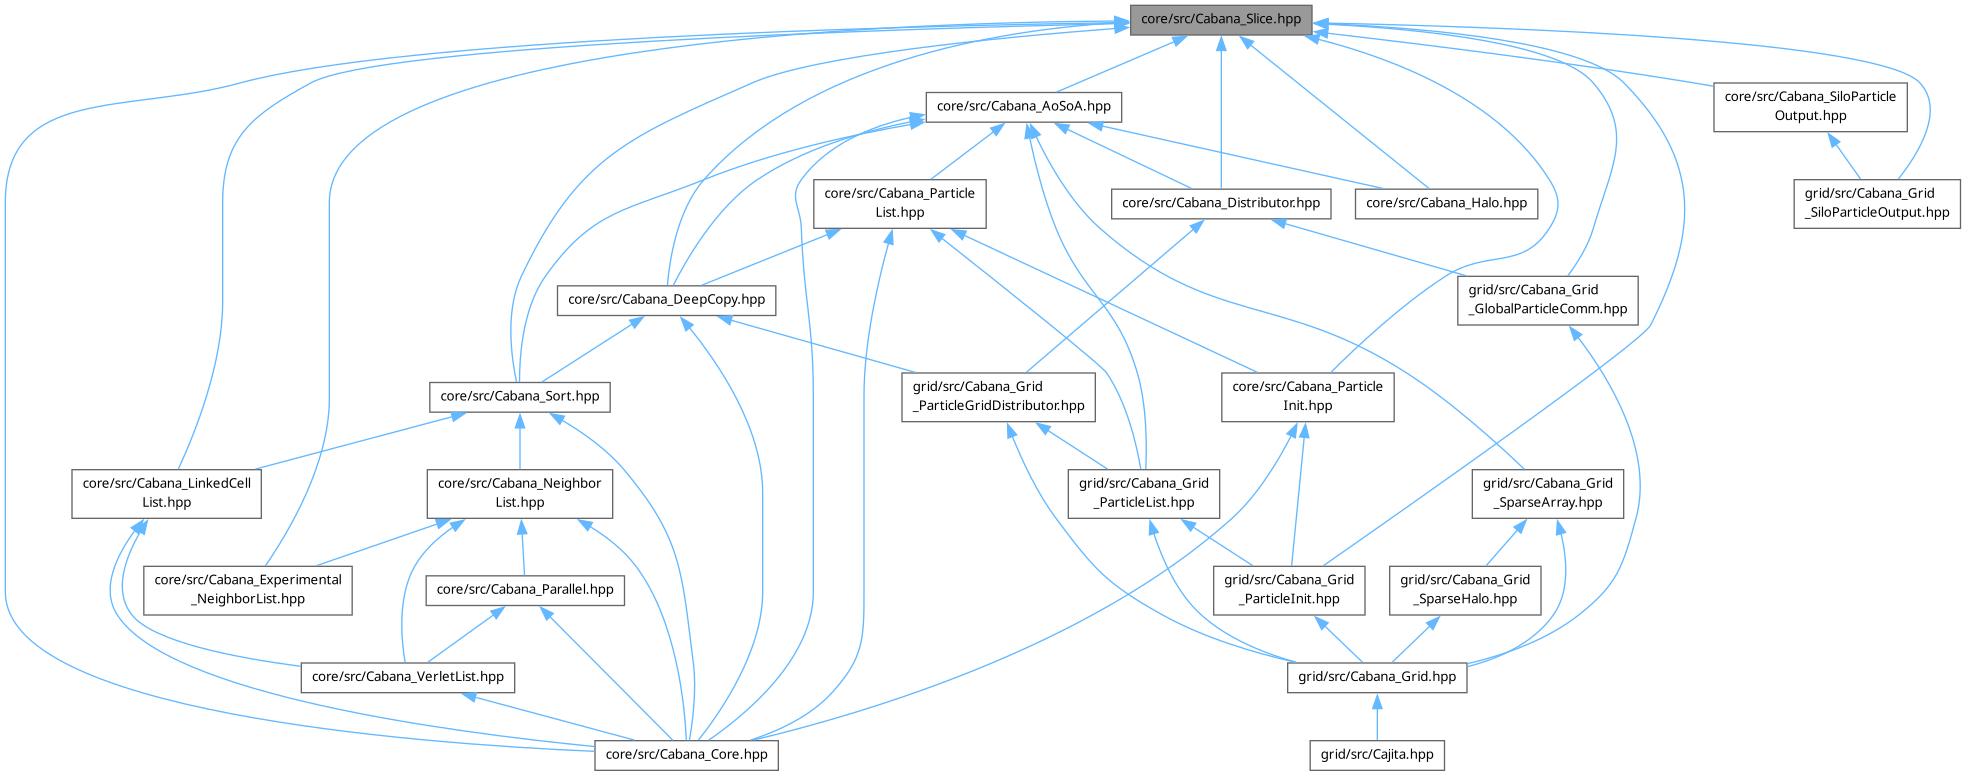 core/src/Cabana_Slice.hpp
core/src/Cabana_AoSoA.hpp
core/src/Cabana_SiloParticle
Output.hpp
core/src/Cabana_Particle
List.hpp
core/src/Cabana_Distributor.hpp
core/src/Cabana_Halo.hpp
grid/src/Cabana_Grid
_SiloParticleOutput.hpp
core/src/Cabana_DeepCopy.hpp
grid/src/Cabana_Grid
_GlobalParticleComm.hpp
core/src/Cabana_Sort.hpp
grid/src/Cabana_Grid
_ParticleGridDistributor.hpp
core/src/Cabana_Particle
Init.hpp
core/src/Cabana_LinkedCell
List.hpp
core/src/Cabana_Neighbor
List.hpp
grid/src/Cabana_Grid
_ParticleList.hpp
grid/src/Cabana_Grid
_SparseArray.hpp
core/src/Cabana_Experimental
_NeighborList.hpp
core/src/Cabana_Parallel.hpp
grid/src/Cabana_Grid
_ParticleInit.hpp
grid/src/Cabana_Grid
_SparseHalo.hpp
core/src/Cabana_VerletList.hpp
grid/src/Cabana_Grid.hpp
core/src/Cabana_Core.hpp
grid/src/Cajita.hpp